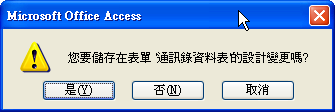 Microsoft Office Access
您要儲存在表單 '通訊錄資料表'的設計變更嗎?
是(Y) 否(N) 取消